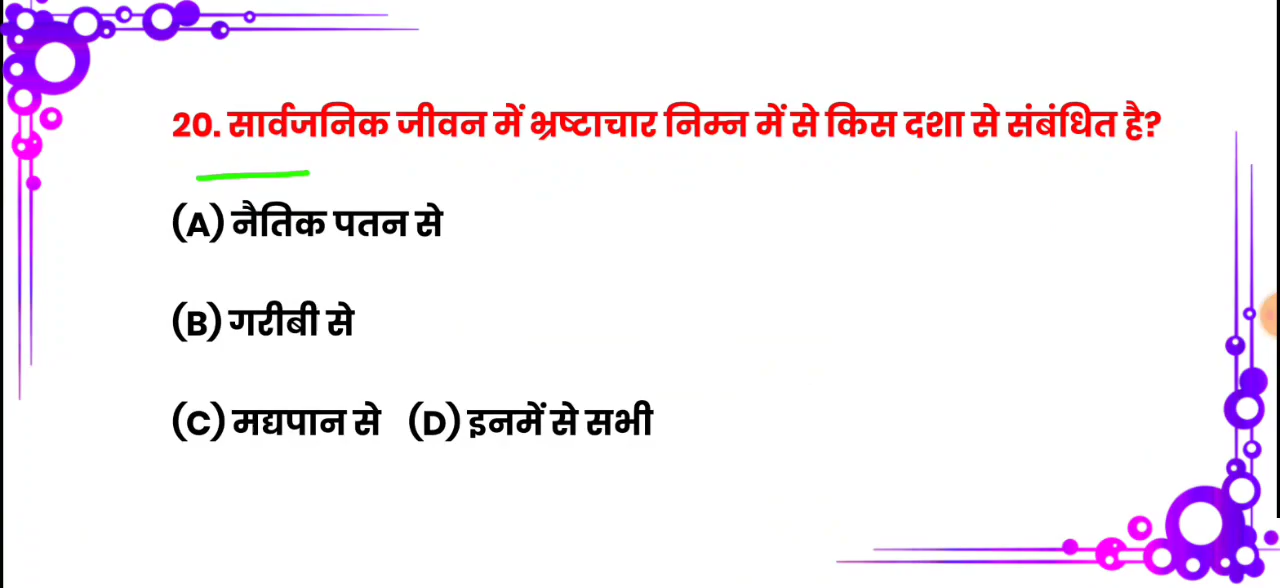 20. सार्वजनिक जीवन में भ्रष्टाचार निम्न में से किस दशा से संबंधित है?
(A) नैतिक पतन से
(B) गरीबी से
(C) मद्यपान से (D) इनमें से सभी